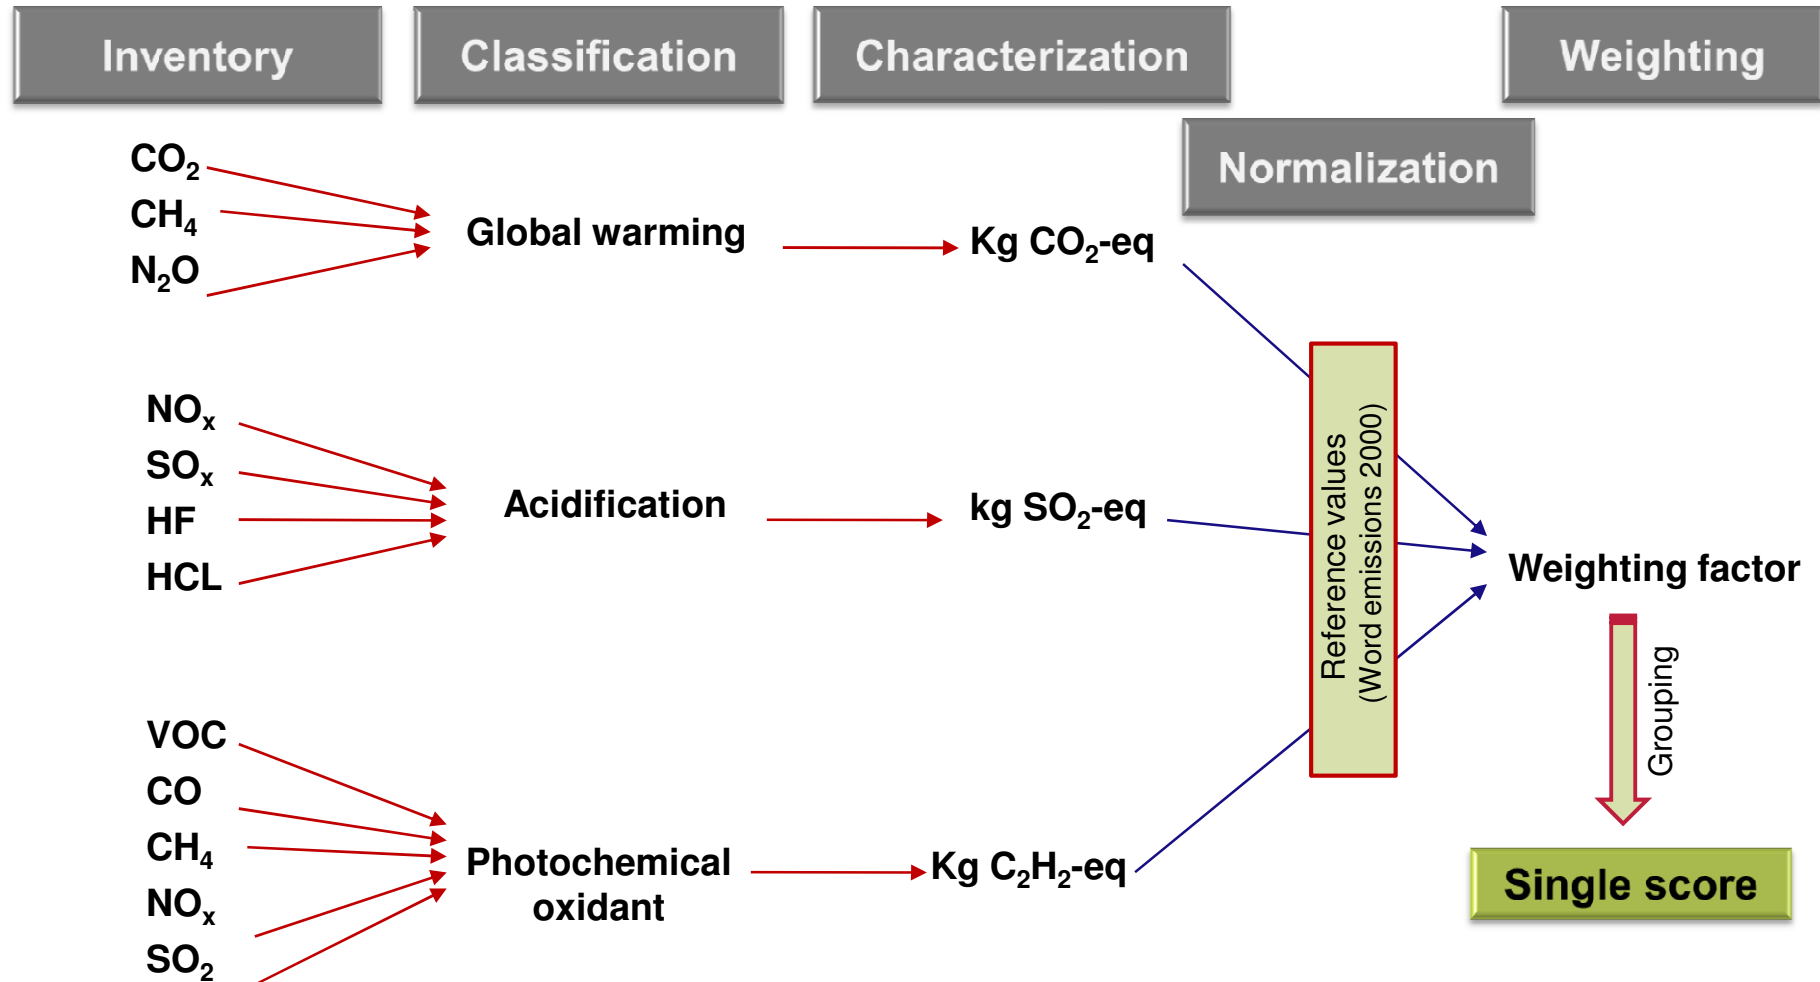 Inventory
Classification
Characterization
Weighting
Normalization
CO₂
CH₄
N₂O
Global warming
Kg CO₂-eq
NOₓ
SOₓ
HF
HCL
Acidification
kg SO₂-eq
Reference values
(Word emissions 2000)
Weighting factor
Grouping
VOC
CO
CH₄
NOₓ
SO₂
Photochemical
oxidant
Kg C₂H₂-eq
Single score